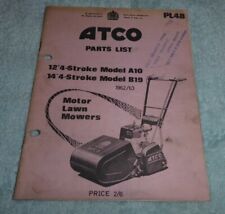 PL48
ATCO
PARTS LIST
12" 4-Stroke Model A10
14" 4-Stroke Model B19
1962/63
Motor
Lawn
Mowers
ATCO
PRICE 2/6